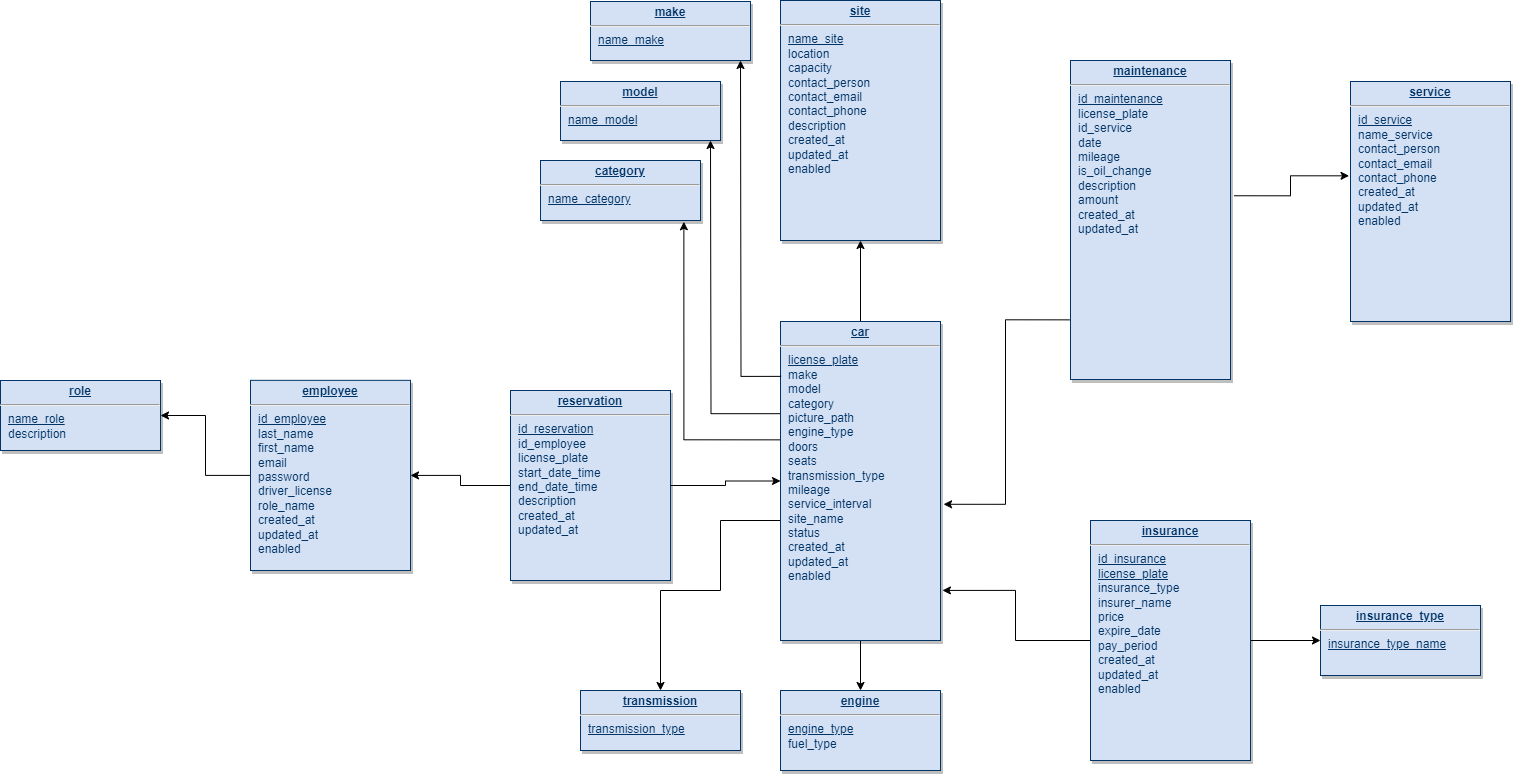 make
name_make
model
name_model
category
name_category
site
name_site
location
capacity
contact_person
contact_email
contact_phone
description
created_at
updated_at
enabled
maintenance
id_maintenance
license_plate
id_service
date
mileage
is_oil_change
description
amount
created_at
updated_at
service
id_service
name_service
contact_person
contact_email
contact_phone
created_at
updated_at
enabled
role
name_role
description
employee
id_employee
last_name
first_name
email
password
driver_license
role_name
created_at
updated_at
enabled
reservation
id_reservation
id_employee
license_plate
start_date_time
end_date_time
description
created_at
updated_at
car
license_plate
make
model
category
picture_path
engine_type
doors
seats
transmission_type
mileage
service_interval
site_name
status
created_at
updated_at
enabled
insurance
id_insurance
license_plate
insurance_type
insurer_name
price
expire_date
pay_period
created_at
updated_at
enabled
insurance_type
insurance_type_name
transmission
transmission_type
engine
engine_type
fuel_type